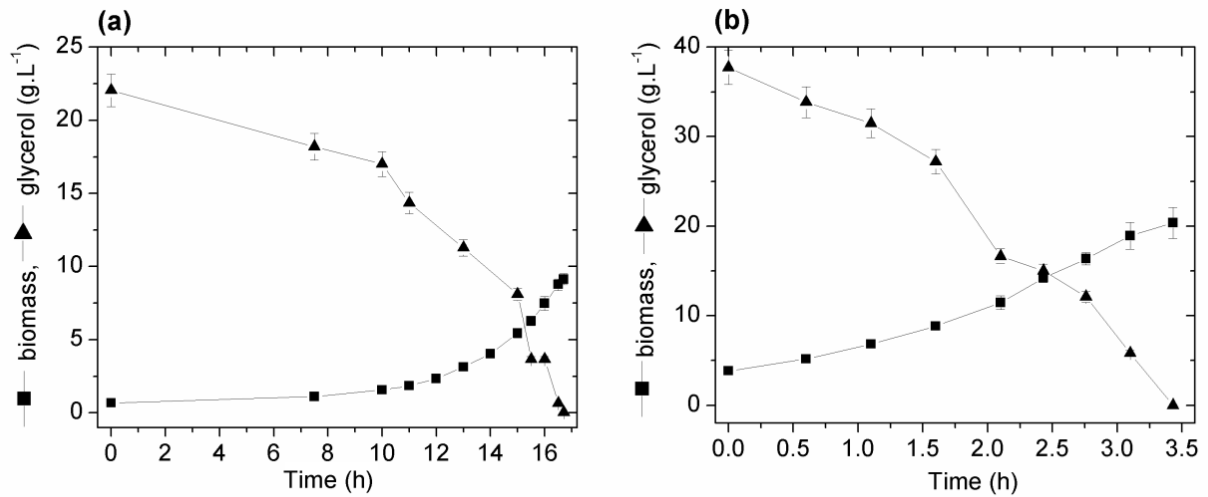 (a)
25
20
15
10
5
0
0 2 4 6 8 10 12 14 16
Time (h)
biomass, glycerol (g.L⁻¹)
(b)
40
30
20
10
0
0.0 0.5 1.0 1.5 2.0 2.5 3.0 3.5
Time (h)
biomass, glycerol (g.L⁻¹)